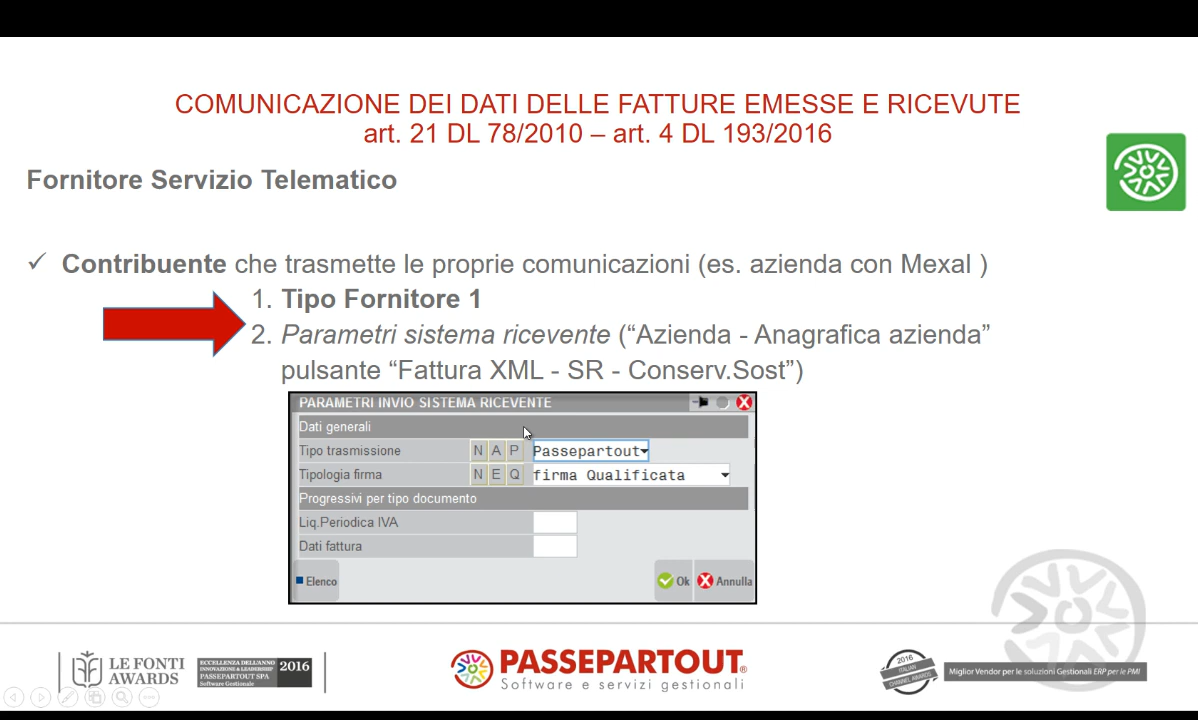 COMUNICAZIONE DEI DATI DELLE FATTURE EMESSE E RICEVUTE
art. 21 DL 78/2010 – art. 4 DL 193/2016
Fornitore Servizio Telematico
✓ Contribuente che trasmette le proprie comunicazioni (es. azienda con Mexal )
1. Tipo Fornitore 1
2. Parametri sistema ricevente (“Azienda - Anagrafica azienda”
pulsante “Fattura XML - SR - Conserv.Sost”)
PARAMETRI INVIO SISTEMA RICEVENTE
Dati generali
Tipo trasmissione N A P Passepartout
Tipologia firma N E Q firma Qualificata
Progressivi per tipo documento
Liq.Periodica IVA
Dati fattura
Elenco Ok Annulla
LE FONTI
AWARDS
ECCELLENZA DELL'ANNO
INNOVAZIONE & LEADERSHIP
PASSEPARTOUT SPA
Software Gestionale
2016
PASSEPARTOUT®
Software e servizi gestionali
2016
ITALIAN
CHANNEL AWARDS
Miglior Vendor per le soluzioni Gestionali ERP per le PMI